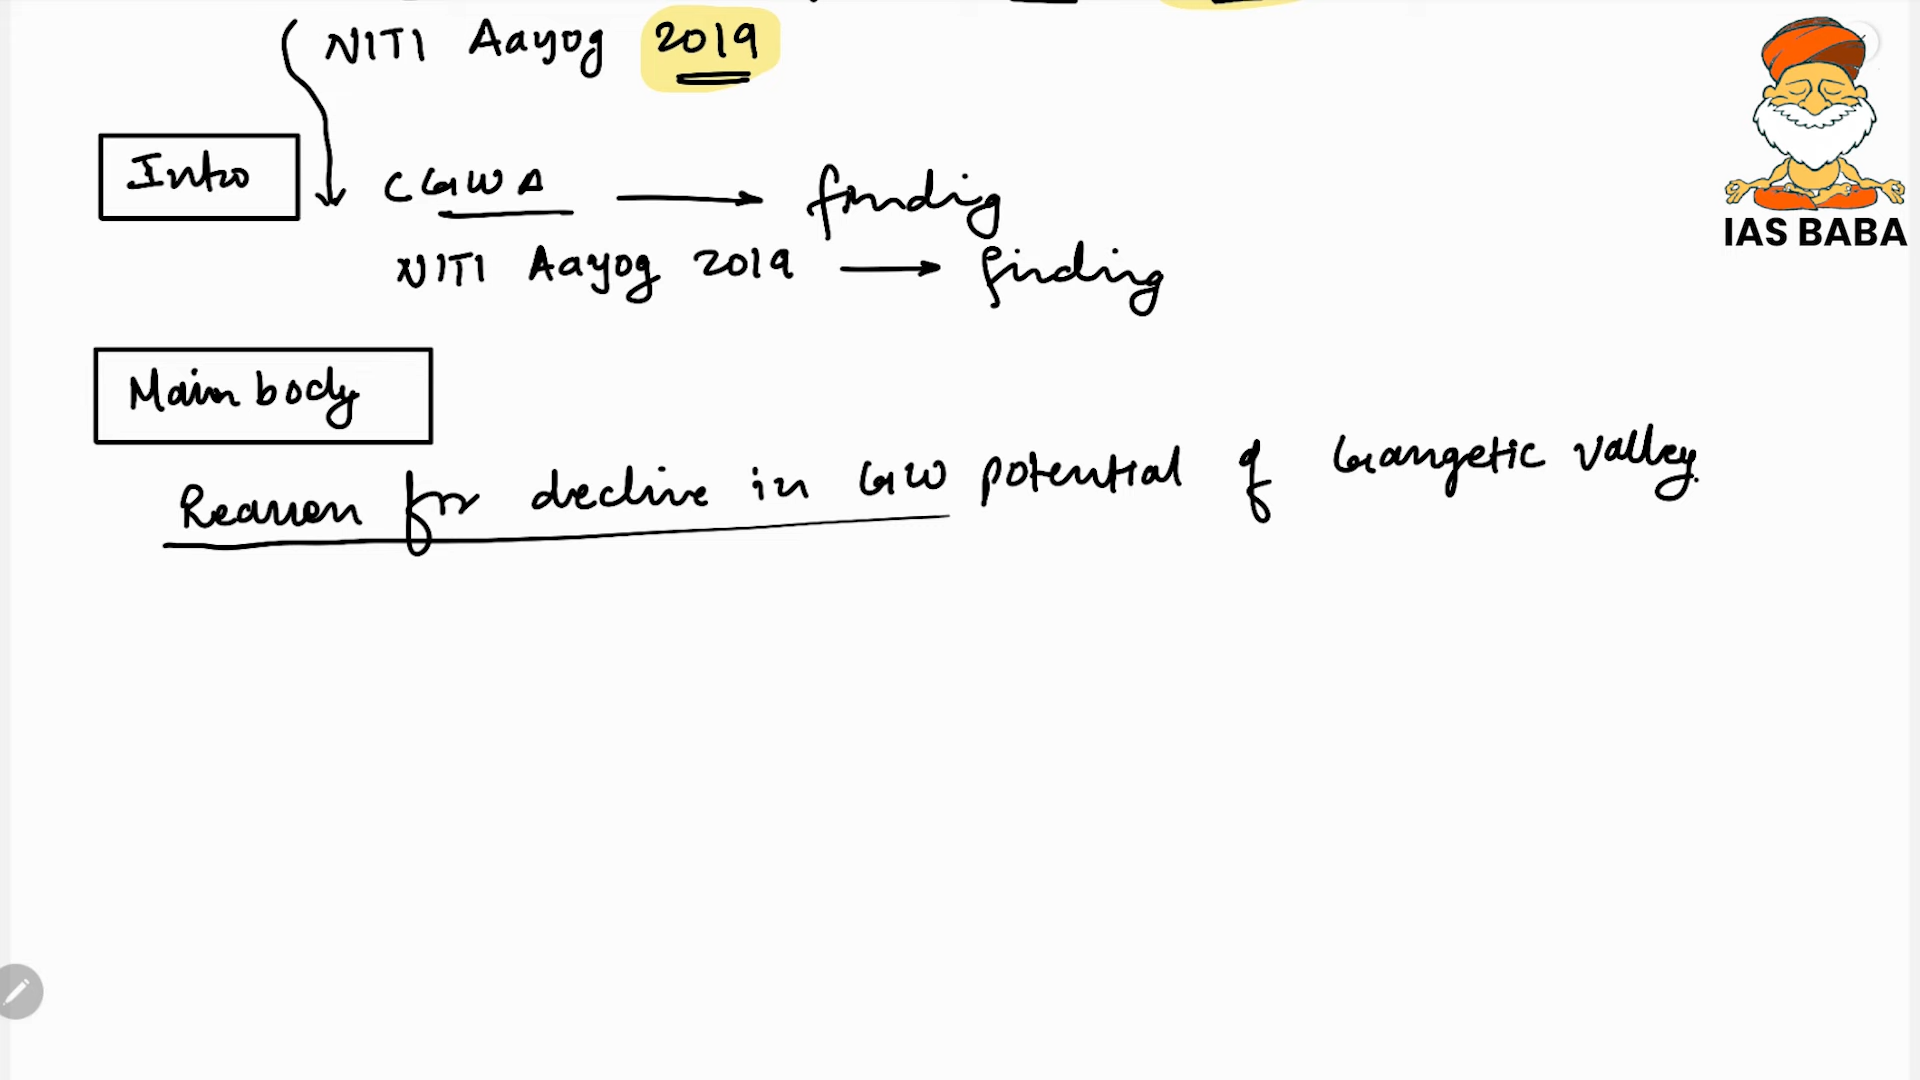 NITI Aayog 2019
Intro
CGWA → finding
NITI Aayog 2019 → finding
Main body
Reason for decline in GW potential of Gangetic valley.
IAS BABA